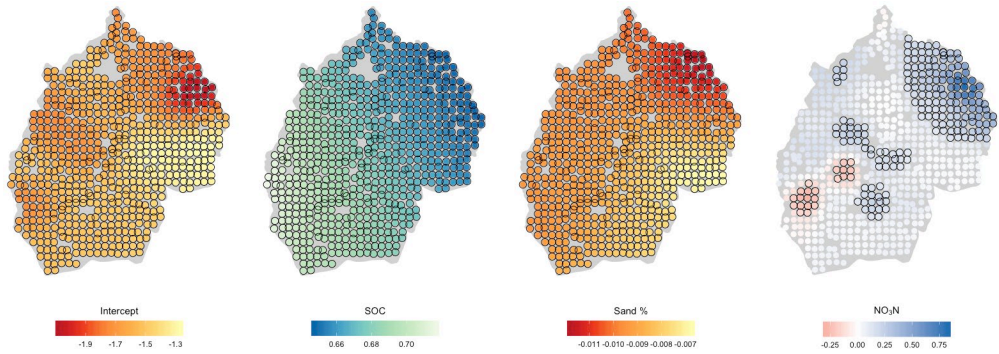 Intercept
-1.9 -1.7 -1.5 -1.3
SOC
0.66 0.68 0.70
Sand %
-0.011 -0.010 -0.009 -0.008 -0.007
NO₃N
-0.25 0.00 0.25 0.50 0.75